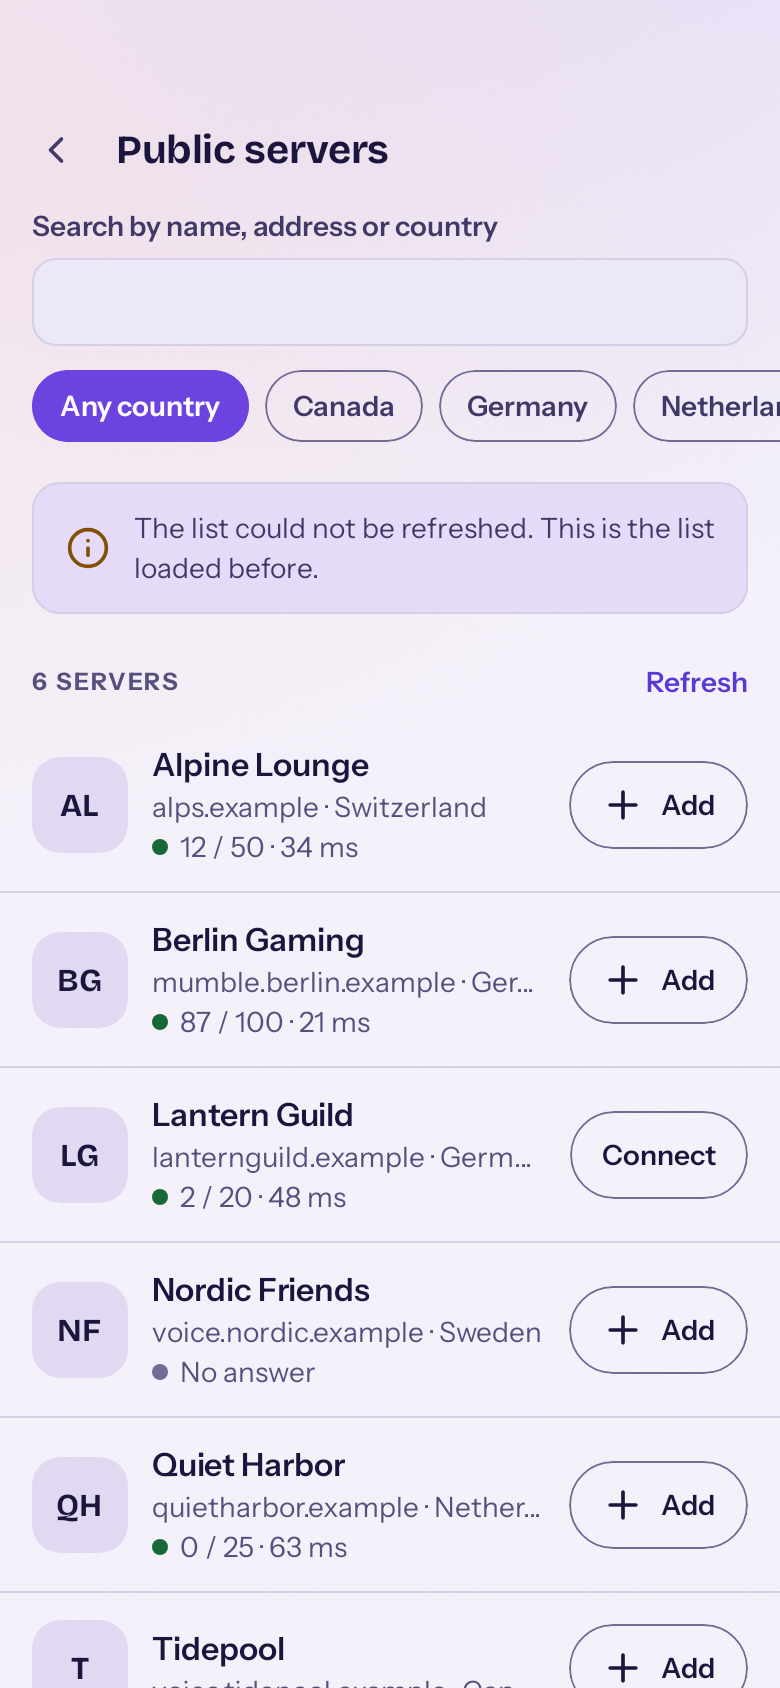 Public servers
Search by name, address or country
Any country
Canada
Germany
Netherlan
The list could not be refreshed. This is the list
loaded before.
6 SERVERS
Refresh
AL
Alpine Lounge
alps.example · Switzerland
12 / 50 · 34 ms
Add
BG
Berlin Gaming
mumble.berlin.example · Ger...
87 / 100 · 21 ms
Add
LG
Lantern Guild
lanternguild.example · Germ...
2 / 20 · 48 ms
Connect
NF
Nordic Friends
voice.nordic.example · Sweden
No answer
Add
QH
Quiet Harbor
quietharbor.example · Nether...
0 / 25 · 63 ms
Add
T
Tidepool
Add